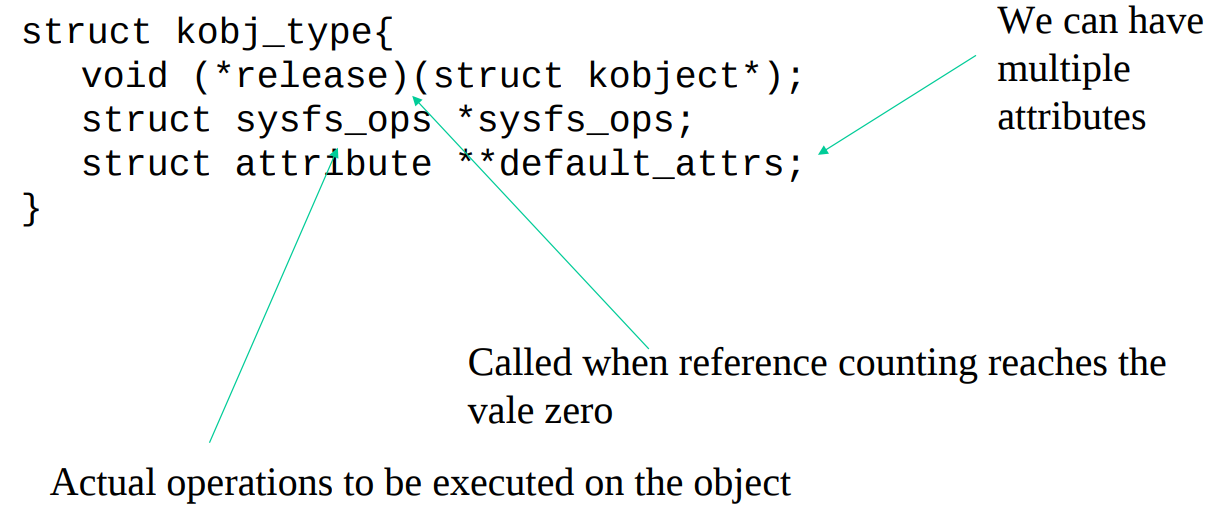 struct kobj_type{
void (*release)(struct kobject*);
struct sysfs_ops *sysfs_ops;
struct attribute **default_attrs;
}
We can have
multiple
attributes
Called when reference counting reaches the
vale zero
Actual operations to be executed on the object